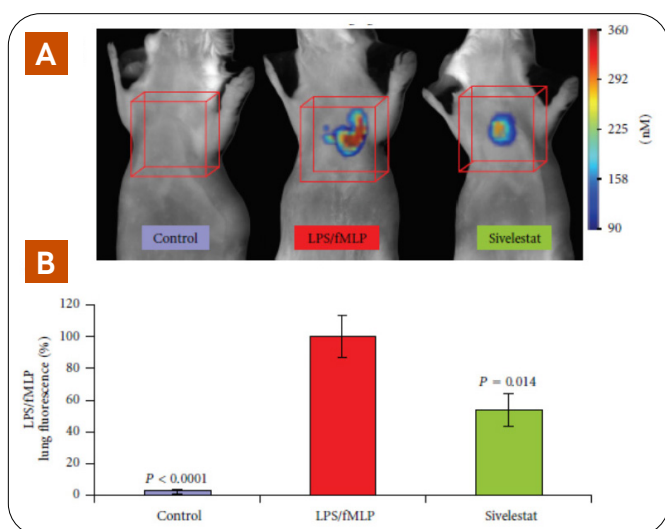 A
360
292
225
158
90
(nM)
Control
LPS/fMLP
Sivelestat
B
LPS/fMLP
lung fluorescence (%)
120
100
80
60
40
20
0
P < 0.0001
P = 0.014
Control
LPS/fMLP
Sivelestat